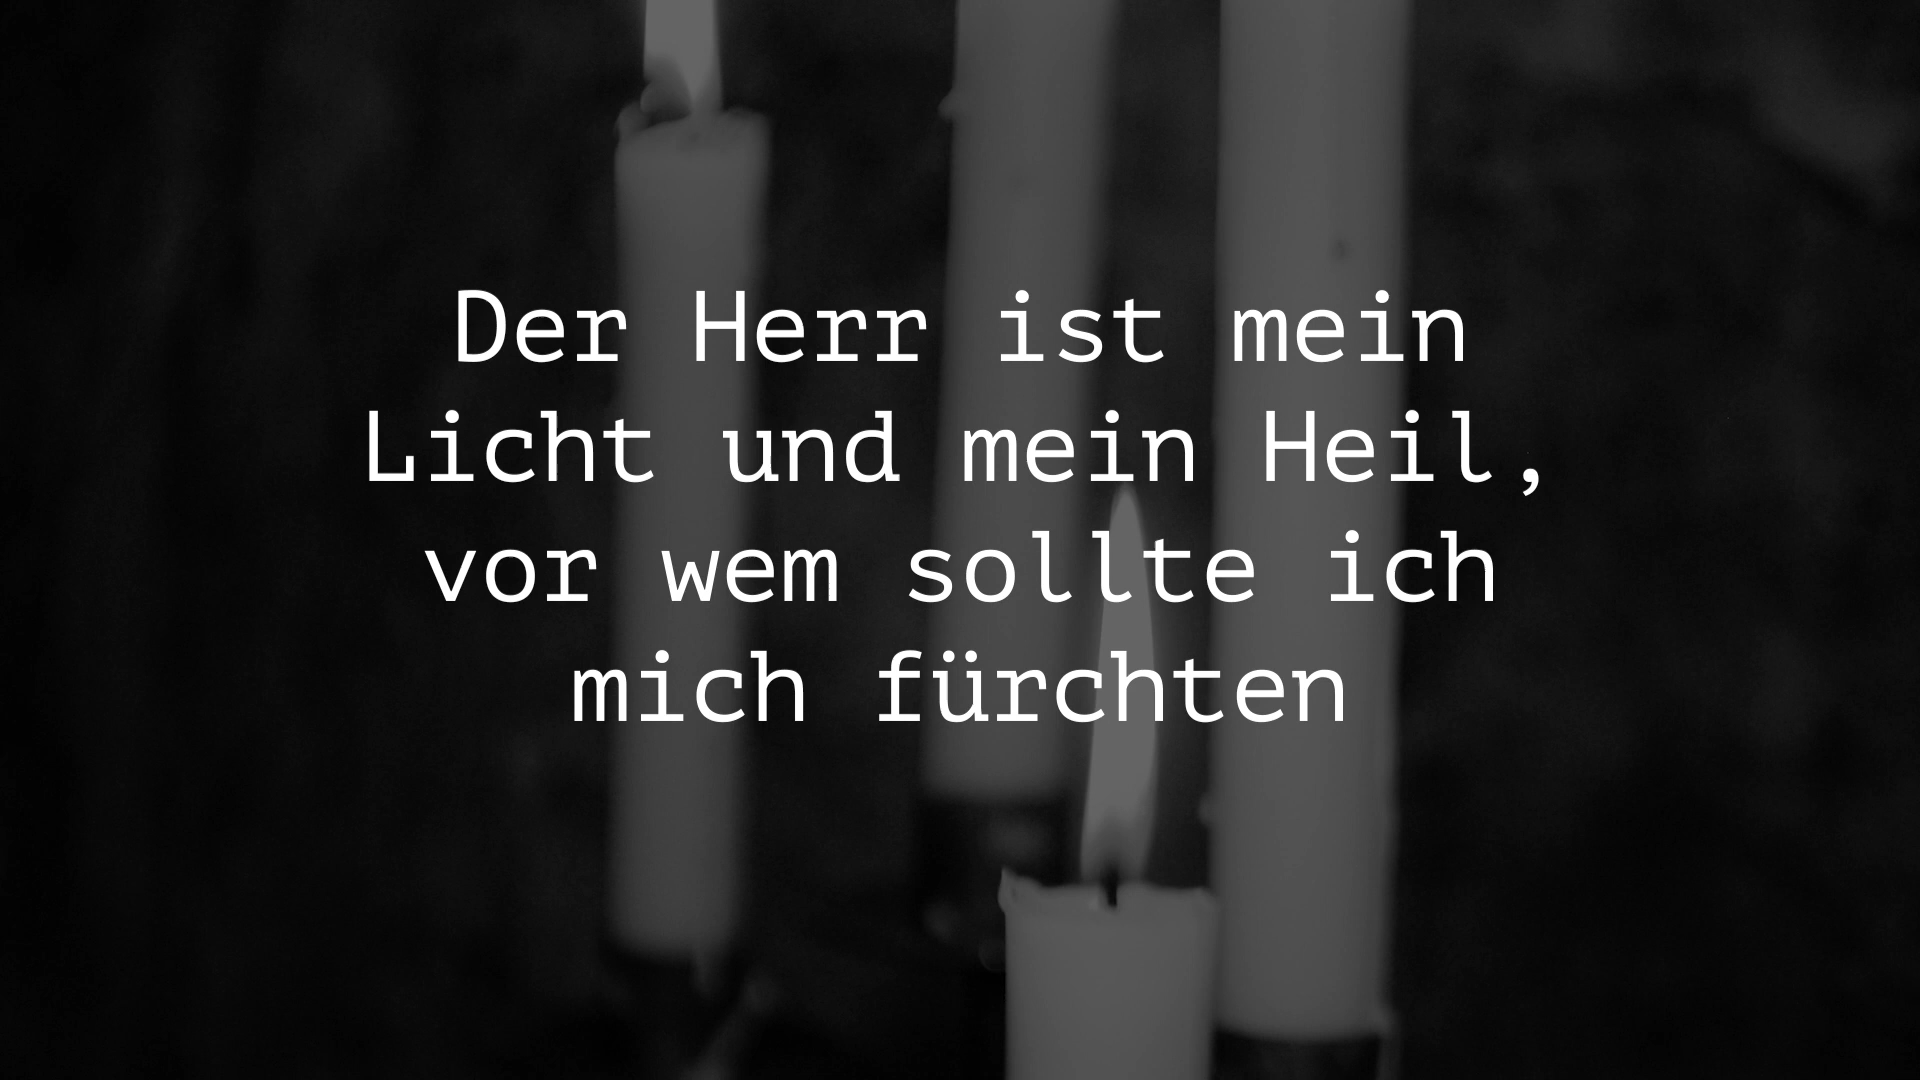 Der Herr ist mein
Licht und mein Heil,
vor wem sollte ich
mich fürchten